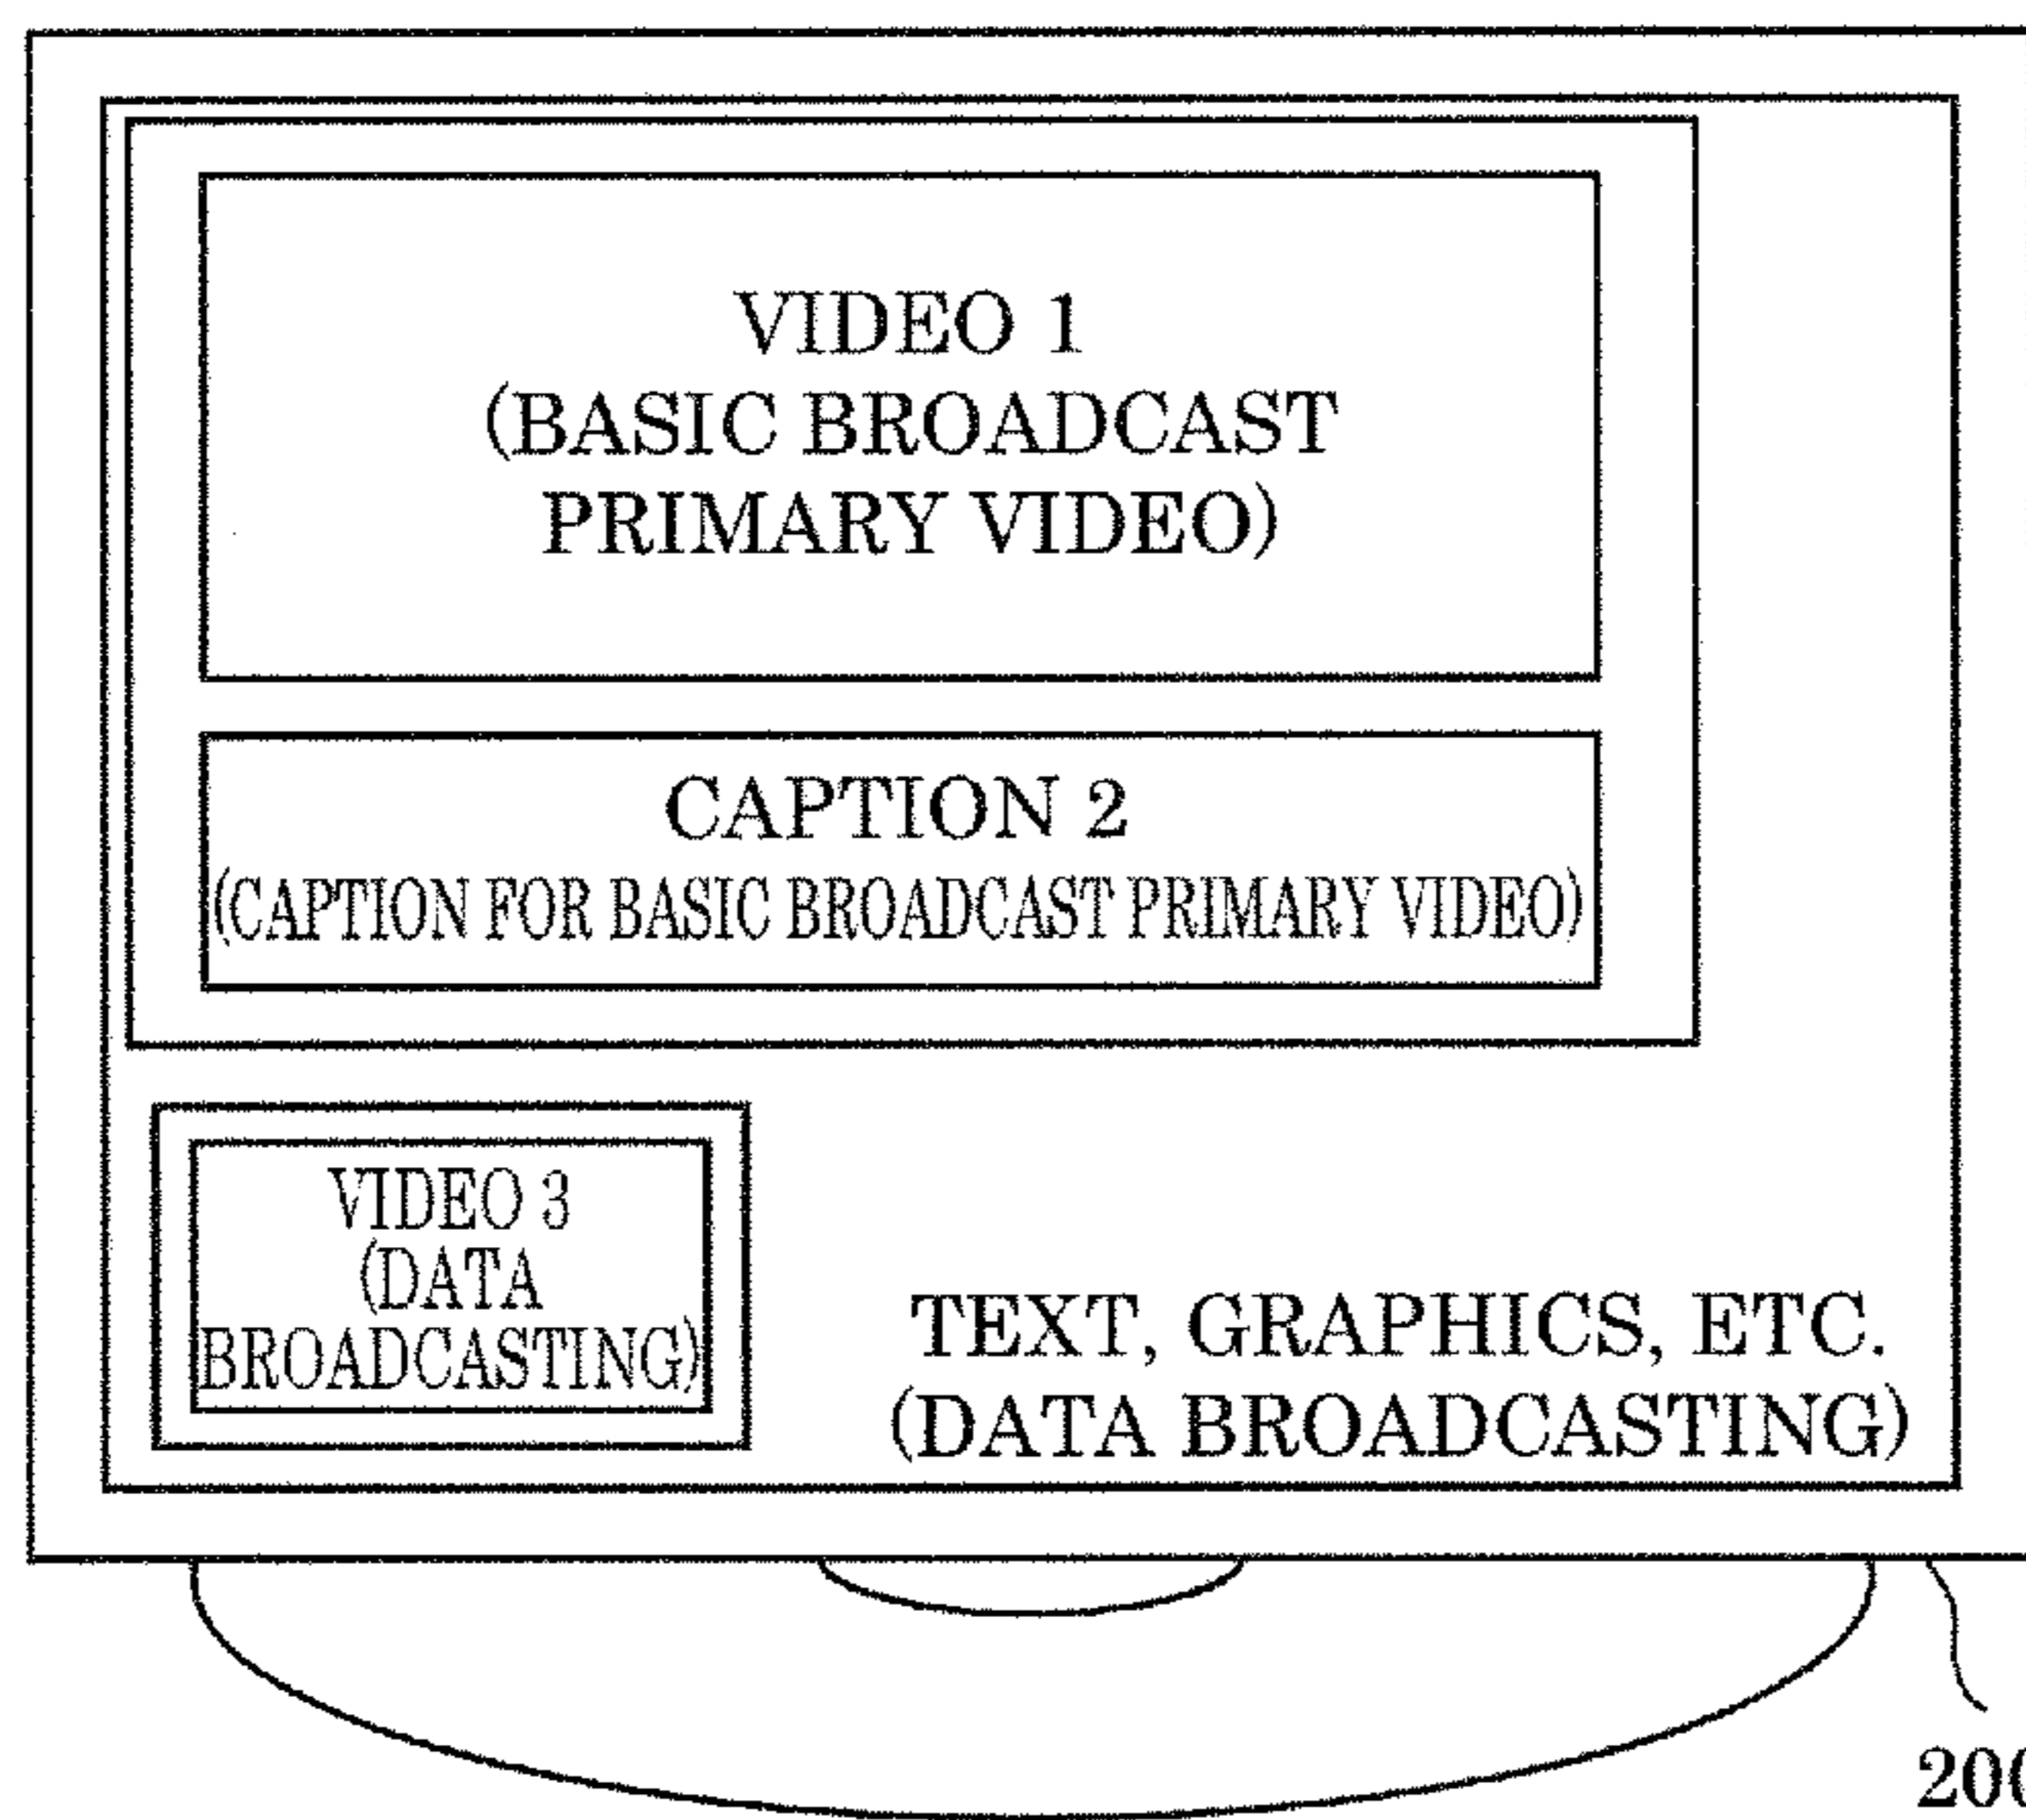 VIDEO 1
(BASIC BROADCAST
PRIMARY VIDEO)
CAPTION 2
(CAPTION FOR BASIC BROADCAST PRIMARY VIDEO)
VIDEO 3
(DATA
BROADCASTING)
TEXT, GRAPHICS, ETC.
(DATA BROADCASTING)